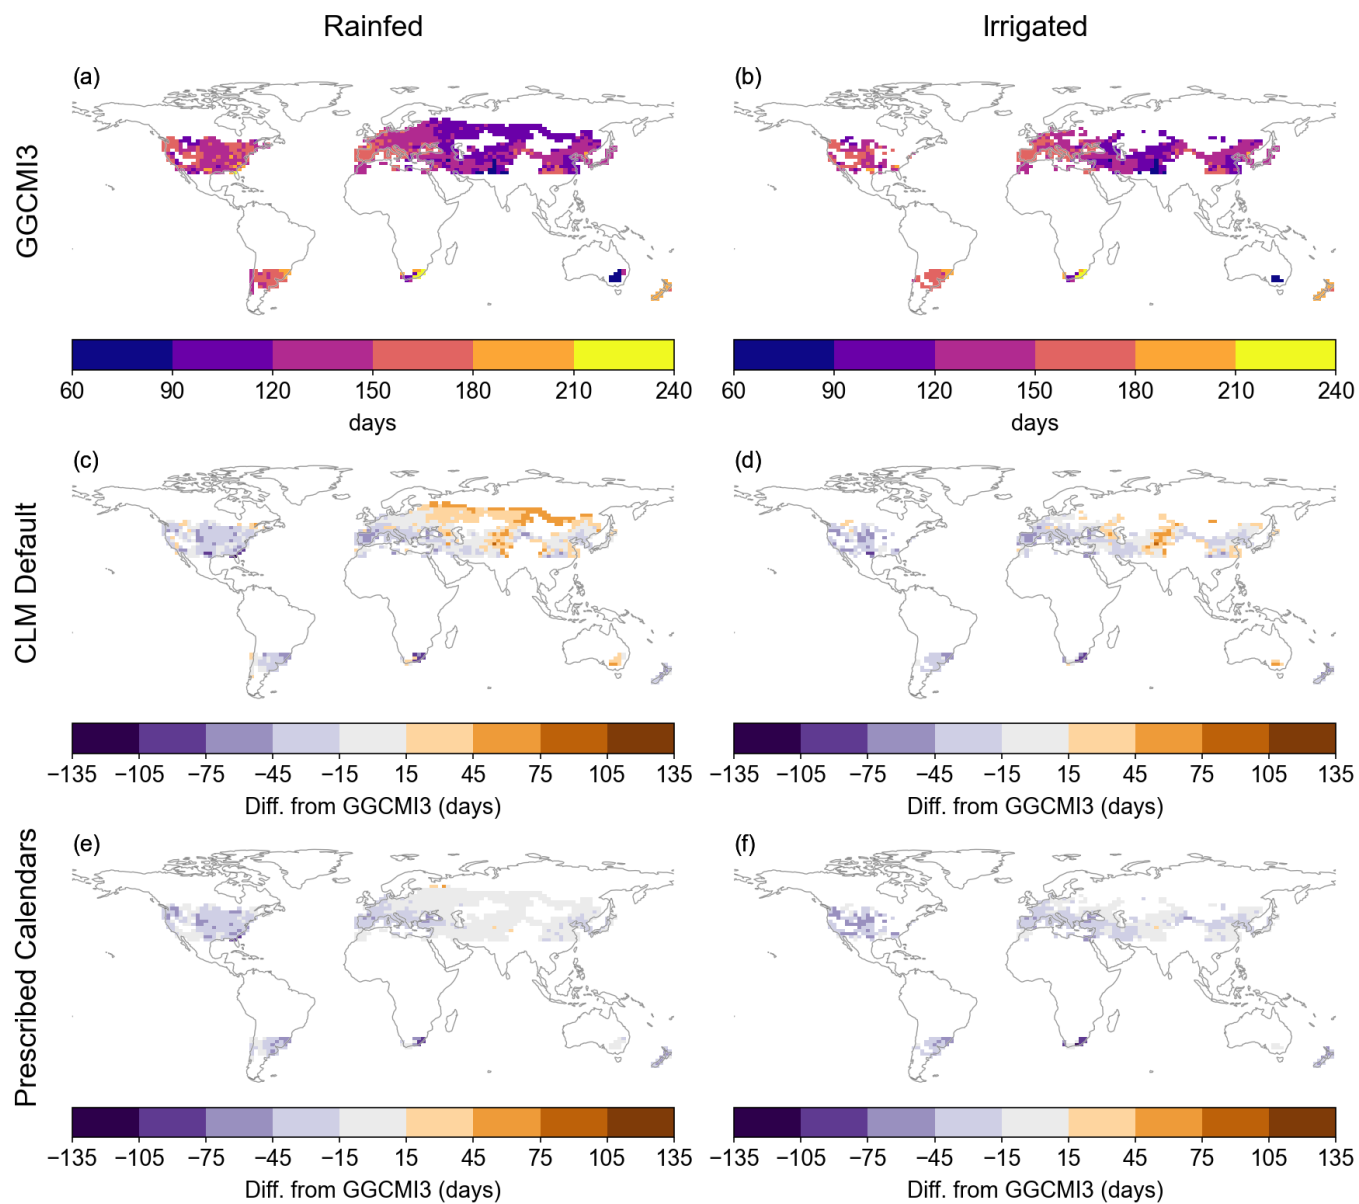 Rainfed
Irrigated
GGCMI3
(a)
(b)
60 90 120 150 180 210 240
days
60 90 120 150 180 210 240
days
CLM Default
(c)
(d)
−135 −105 −75 −45 −15 15 45 75 105 135
Diff. from GGCMI3 (days)
−135 −105 −75 −45 −15 15 45 75 105 135
Diff. from GGCMI3 (days)
Prescribed Calendars
(e)
(f)
−135 −105 −75 −45 −15 15 45 75 105 135
Diff. from GGCMI3 (days)
−135 −105 −75 −45 −15 15 45 75 105 135
Diff. from GGCMI3 (days)